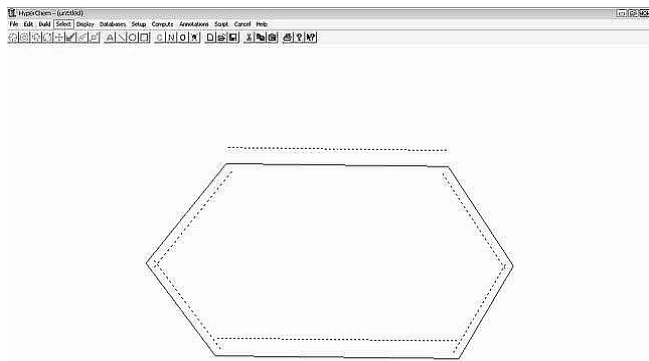 HyperChem - (untitled)
File Edit Build Select Display Databases Setup Compute Annotations Script Cancel Help
A C N O